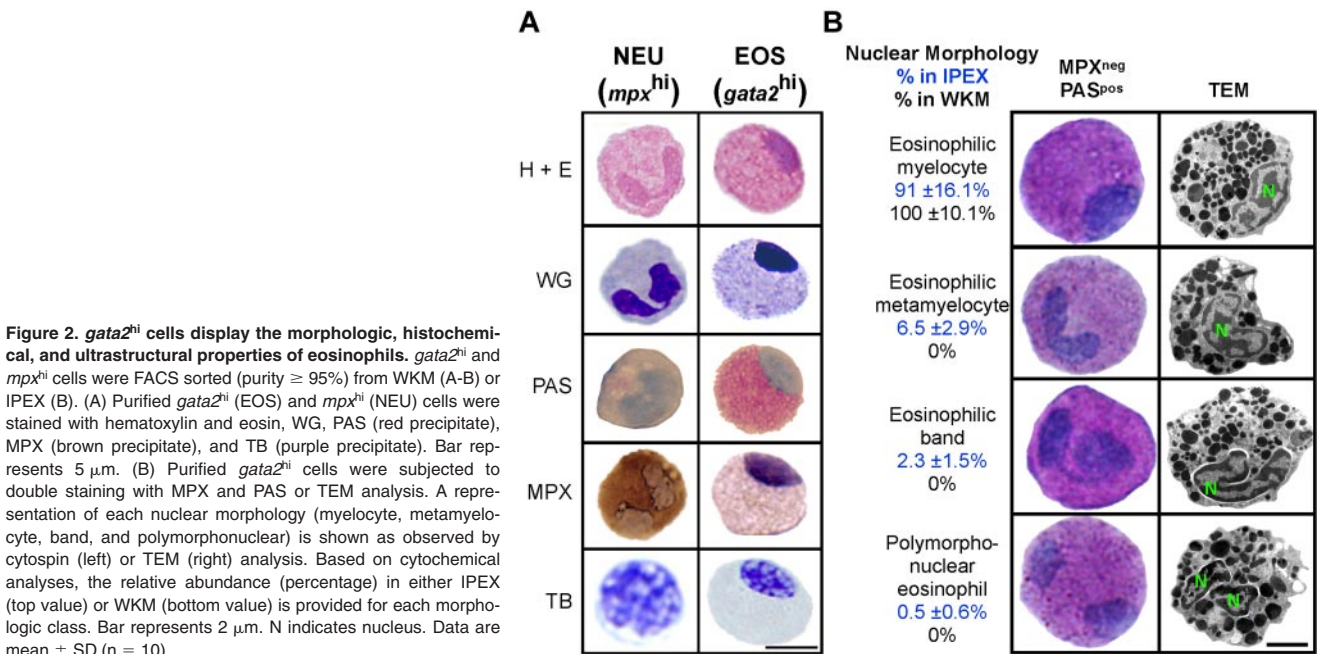 A
NEU
(mpxhi)
EOS
(gata2hi)
H + E
WG
PAS
MPX
TB
B
Nuclear Morphology
% in IPEX
% in WKM
MPXneg
PASpos
TEM
Eosinophilic
myelocyte
91 ±16.1%
100 ±10.1%
N
Eosinophilic
metamyelocyte
6.5 ±2.9%
0%
N
Eosinophilic
band
2.3 ±1.5%
0%
N
Polymorpho-
nuclear
eosinophil
0.5 ±0.6%
0%
N
N
Figure 2. gata2hi cells display the morphologic, histochemi-
cal, and ultrastructural properties of eosinophils. gata2hi and
mpxhi cells were FACS sorted (purity ≥ 95%) from WKM (A-B) or
IPEX (B). (A) Purified gata2hi (EOS) and mpxhi (NEU) cells were
stained with hematoxylin and eosin, WG, PAS (red precipitate),
MPX (brown precipitate), and TB (purple precipitate). Bar rep-
resents 5 μm. (B) Purified gata2hi cells were subjected to
double staining with MPX and PAS or TEM analysis. A repre-
sentation of each nuclear morphology (myelocyte, metamyelo-
cyte, band, and polymorphonuclear) is shown as observed by
cytospin (left) or TEM (right) analysis. Based on cytochemical
analyses, the relative abundance (percentage) in either IPEX
(top value) or WKM (bottom value) is provided for each morpho-
logic class. Bar represents 2 μm. N indicates nucleus. Data are
mean ± SD (n = 10)